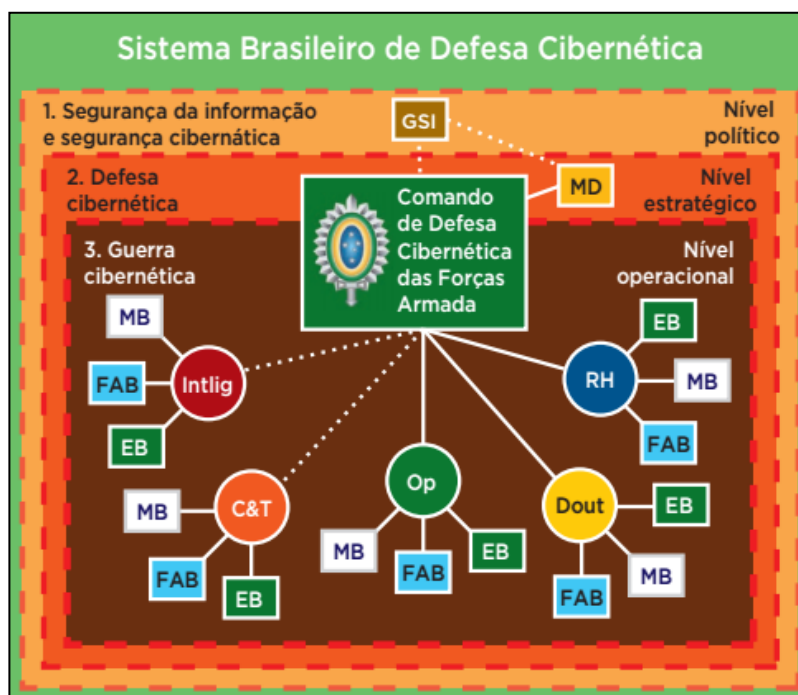 Sistema Brasileiro de Defesa Cibernética
1. Segurança da informação
e segurança cibernática
GSI
Nível
político
2. Defesa
cibernética
MD
Nível
estratégico
Comando
de Defesa
Cibernética
das Forças
Armada
3. Guerra
cibernética
Nível
operacional
MB
FAB
EB
Intlig
EB
MB
FAB
RH
MB
FAB
EB
C&T
Op
MB
FAB
EB
Dout
EB
MB
FAB